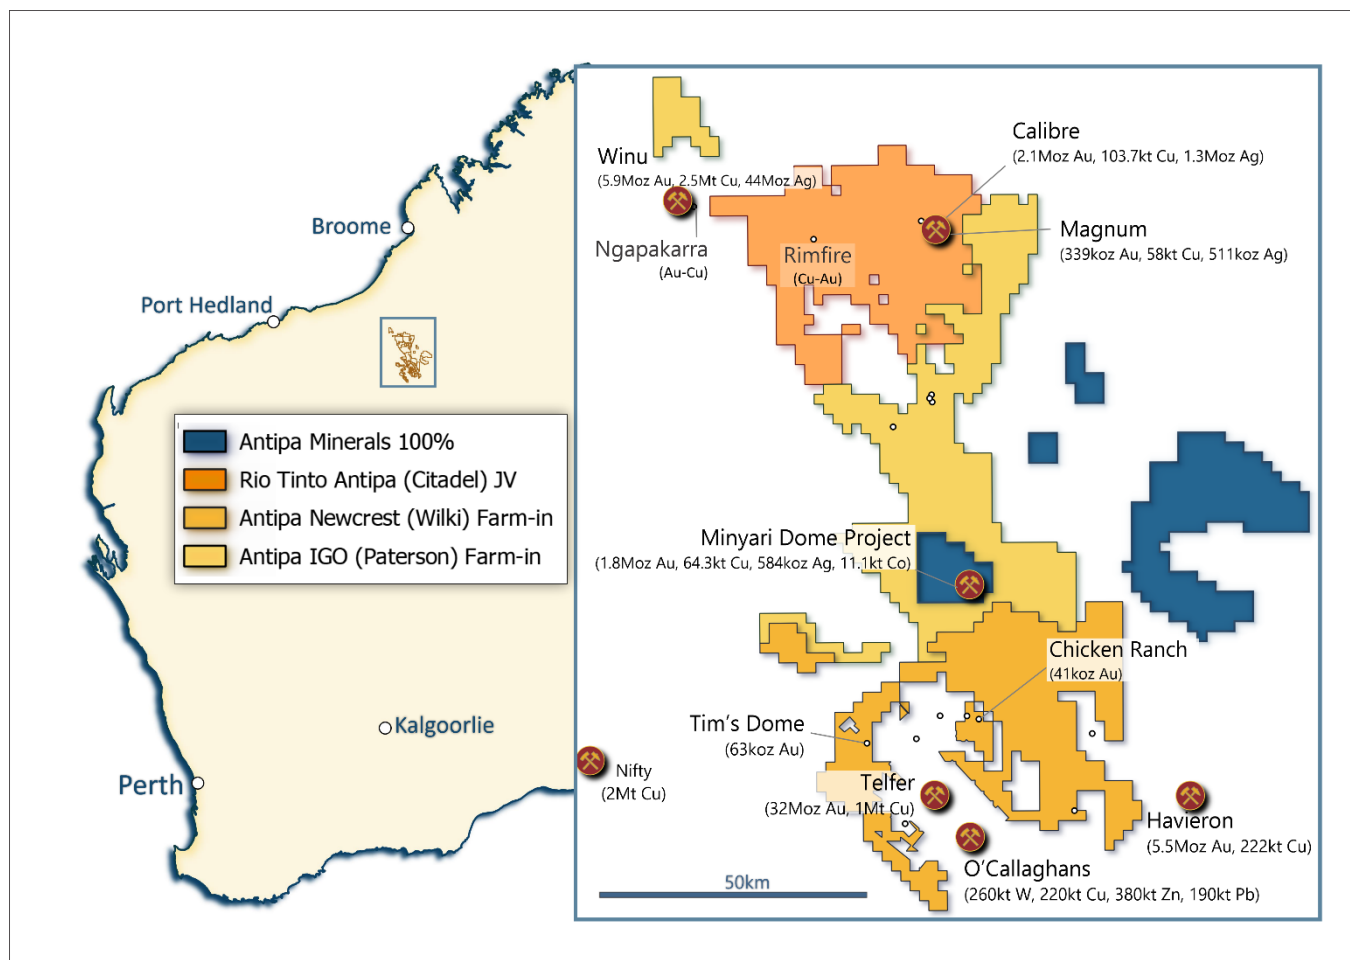 Calibre
(2.1Moz Au, 103.7kt Cu, 1.3Moz Ag)
Winu
(5.9Moz Au, 2.5Mt Cu, 44Moz Ag)
Magnum
(339koz Au, 58kt Cu, 511koz Ag)
Ngapakarra
(Au-Cu)
Rimfire
(Cu-Au)
Broome
Port Hedland
Antipa Minerals 100%
Rio Tinto Antipa (Citadel) JV
Antipa Newcrest (Wilki) Farm-in
Antipa IGO (Paterson) Farm-in
Minyari Dome Project
(1.8Moz Au, 64.3kt Cu, 584koz Ag, 11.1kt Co)
Chicken Ranch
(41koz Au)
Tim's Dome
(63koz Au)
Kalgoorlie
Perth
Nifty
(2Mt Cu)
Telfer
(32Moz Au, 1Mt Cu)
Havieron
(5.5Moz Au, 222kt Cu)
O'Callaghans
(260kt W, 220kt Cu, 380kt Zn, 190kt Pb)
50km